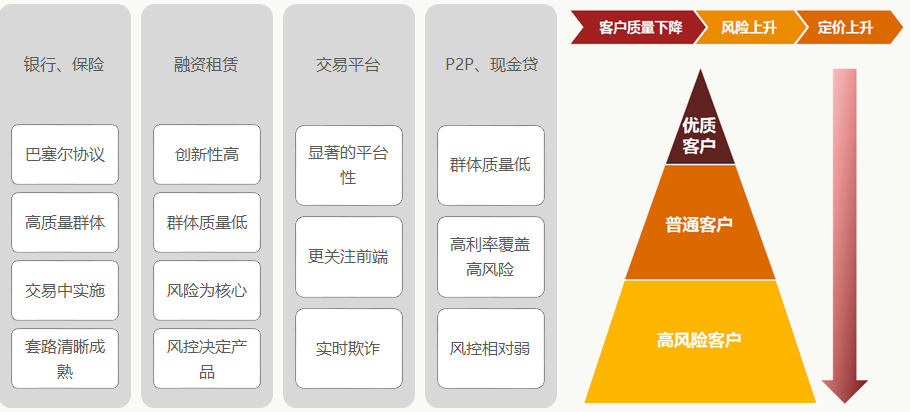 银行、保险
巴塞尔协议
高质量群体
交易中实施
套路清晰成
熟
融资租赁
创新性高
群体质量低
风险为核心
风控决定产
品
交易平台
显著的平台
性
更关注前端
实时欺诈
P2P、现金贷
群体质量低
高利率覆盖
高风险
风控相对弱
客户质量下降
风险上升
定价上升
优质
客户
普通客户
高风险客户